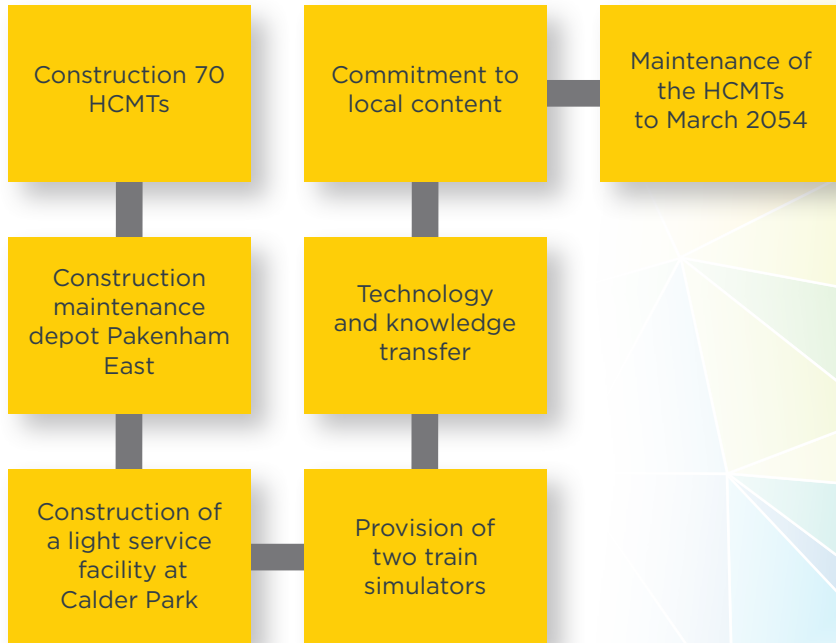 Construction 70
HCMTs
Construction
maintenance
depot Pakenham
East
Construction of
a light service
facility at
Calder Park
Provision of
two train
simulators
Technology
and knowledge
transfer
Commitment to
local content
Maintenance of
the HCMTs
to March 2054